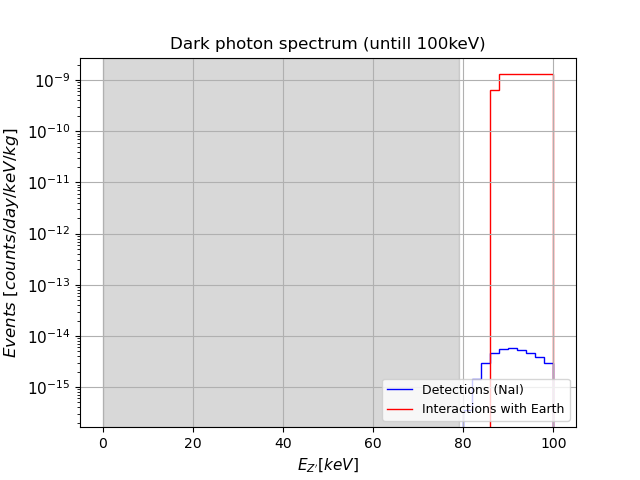 Dark photon spectrum (untill 100keV)
Events [counts/day/keV/kg]
10⁻⁹
10⁻¹⁰
10⁻¹¹
10⁻¹²
10⁻¹³
10⁻¹⁴
10⁻¹⁵
Detections (NaI)
Interactions with Earth
0 20 40 60 80 100
E_{Z'}[keV]